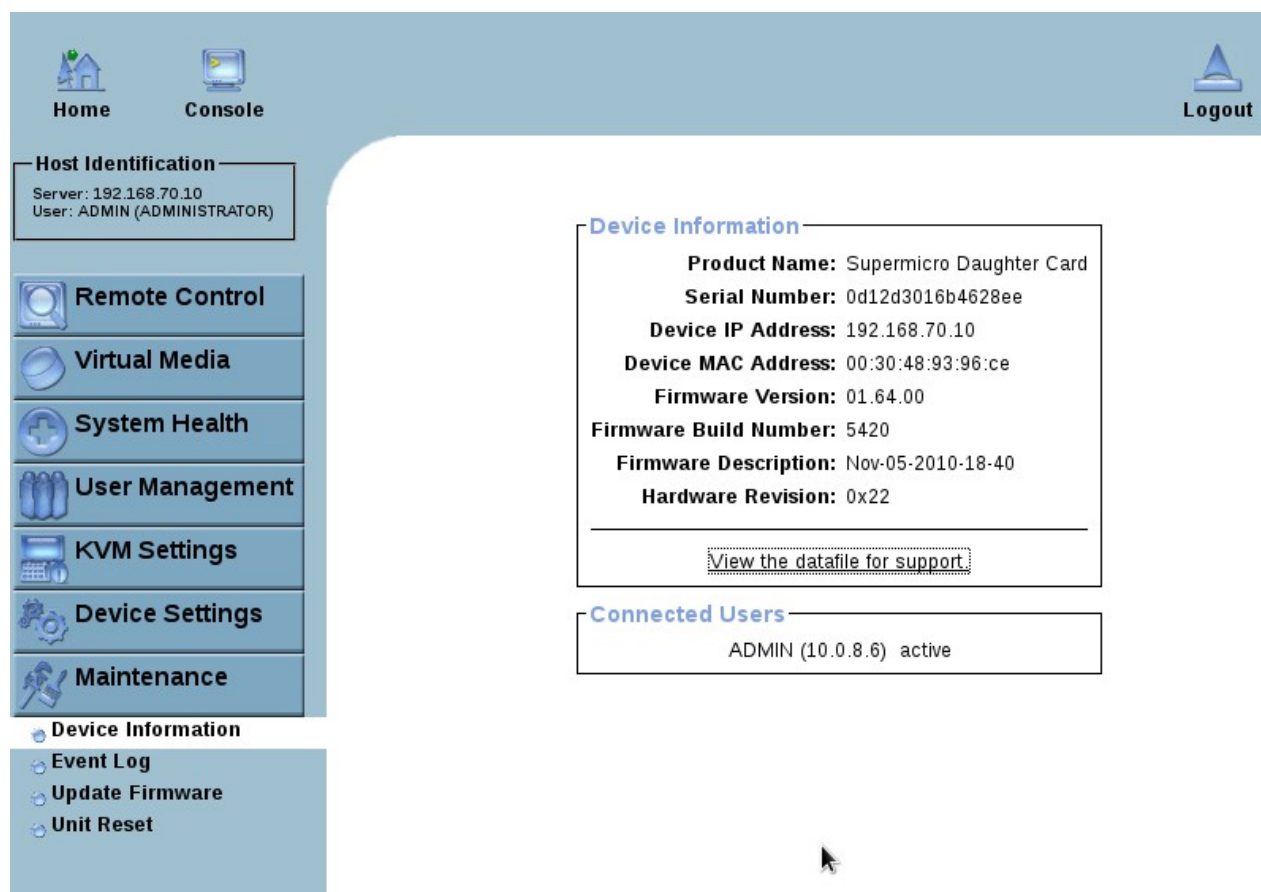 Home
Console
Logout
Host Identification
Server: 192.168.70.10
User: ADMIN (ADMINISTRATOR)
Remote Control
Virtual Media
System Health
User Management
KVM Settings
Device Settings
Maintenance
Device Information
Event Log
Update Firmware
Unit Reset
Device Information
Product Name: Supermicro Daughter Card
Serial Number: 0d12d3016b4628ee
Device IP Address: 192.168.70.10
Device MAC Address: 00:30:48:93:96:ce
Firmware Version: 01.64.00
Firmware Build Number: 5420
Firmware Description: Nov-05-2010-18-40
Hardware Revision: 0x22
View the datafile for support.
Connected Users
ADMIN (10.0.8.6) active